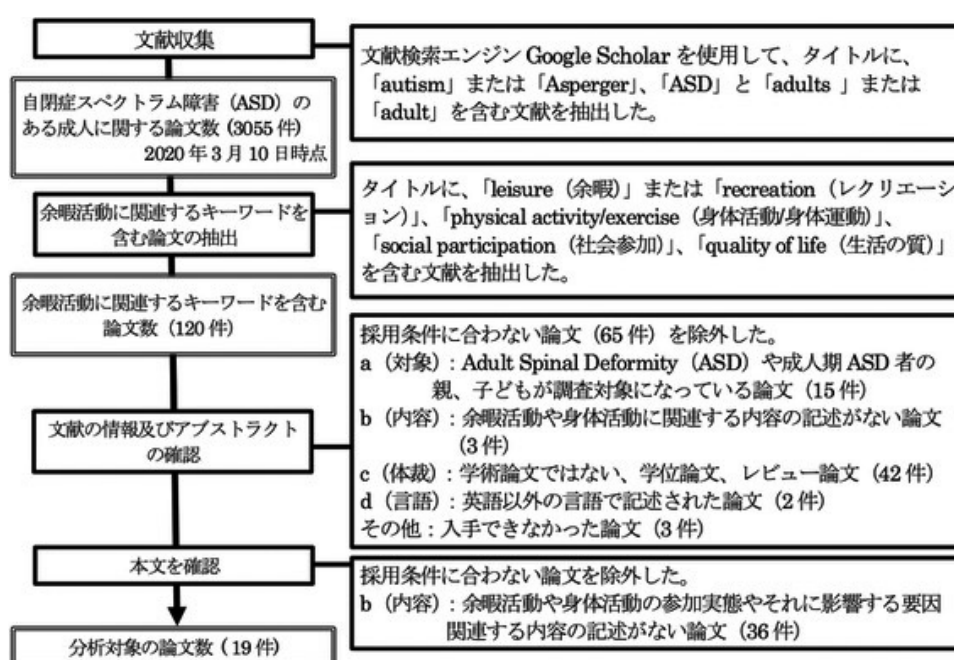 文献収集
文献検索エンジン Google Scholar を使用して、タイトルに、
「autism」または「Asperger」、「ASD」と「adults 」または
「adult」を含む文献を抽出した。
自閉症スペクトラム障害（ASD）の
ある成人に関する論文数 (3055 件)
2020 年 3 月 10 日時点
余暇活動に関連するキーワードを
含む論文の抽出
タイトルに、「leisure（余暇）」または「recreation（レクリエーシ
ョン）」、「physical activity/exercise（身体活動/身体運動）」、
「social participation（社会参加）」、「quality of life（生活の質）」
を含む文献を抽出した。
余暇活動に関連するキーワードを含む
論文数（120 件）
文献の情報及びアブストラクト
の確認
採用条件に合わない論文（65 件）を除外した。
a（対象）: Adult Spinal Deformity（ASD）や成人期 ASD 者の
親、子どもが調査対象になっている論文（15 件）
b（内容）: 余暇活動や身体活動に関連する内容の記述がない論文
（3 件）
c（体裁）: 学術論文ではない、学位論文、レビュー論文（42 件）
d（言語）: 英語以外の言語で記述された論文（2 件）
その他 : 入手できなかった論文（3 件）
本文を確認
採用条件に合わない論文を除外した。
b（内容）: 余暇活動や身体活動の参加実態やそれに影響する要因
関連する内容の記述がない論文（36 件）
分析対象の論文数（19 件）